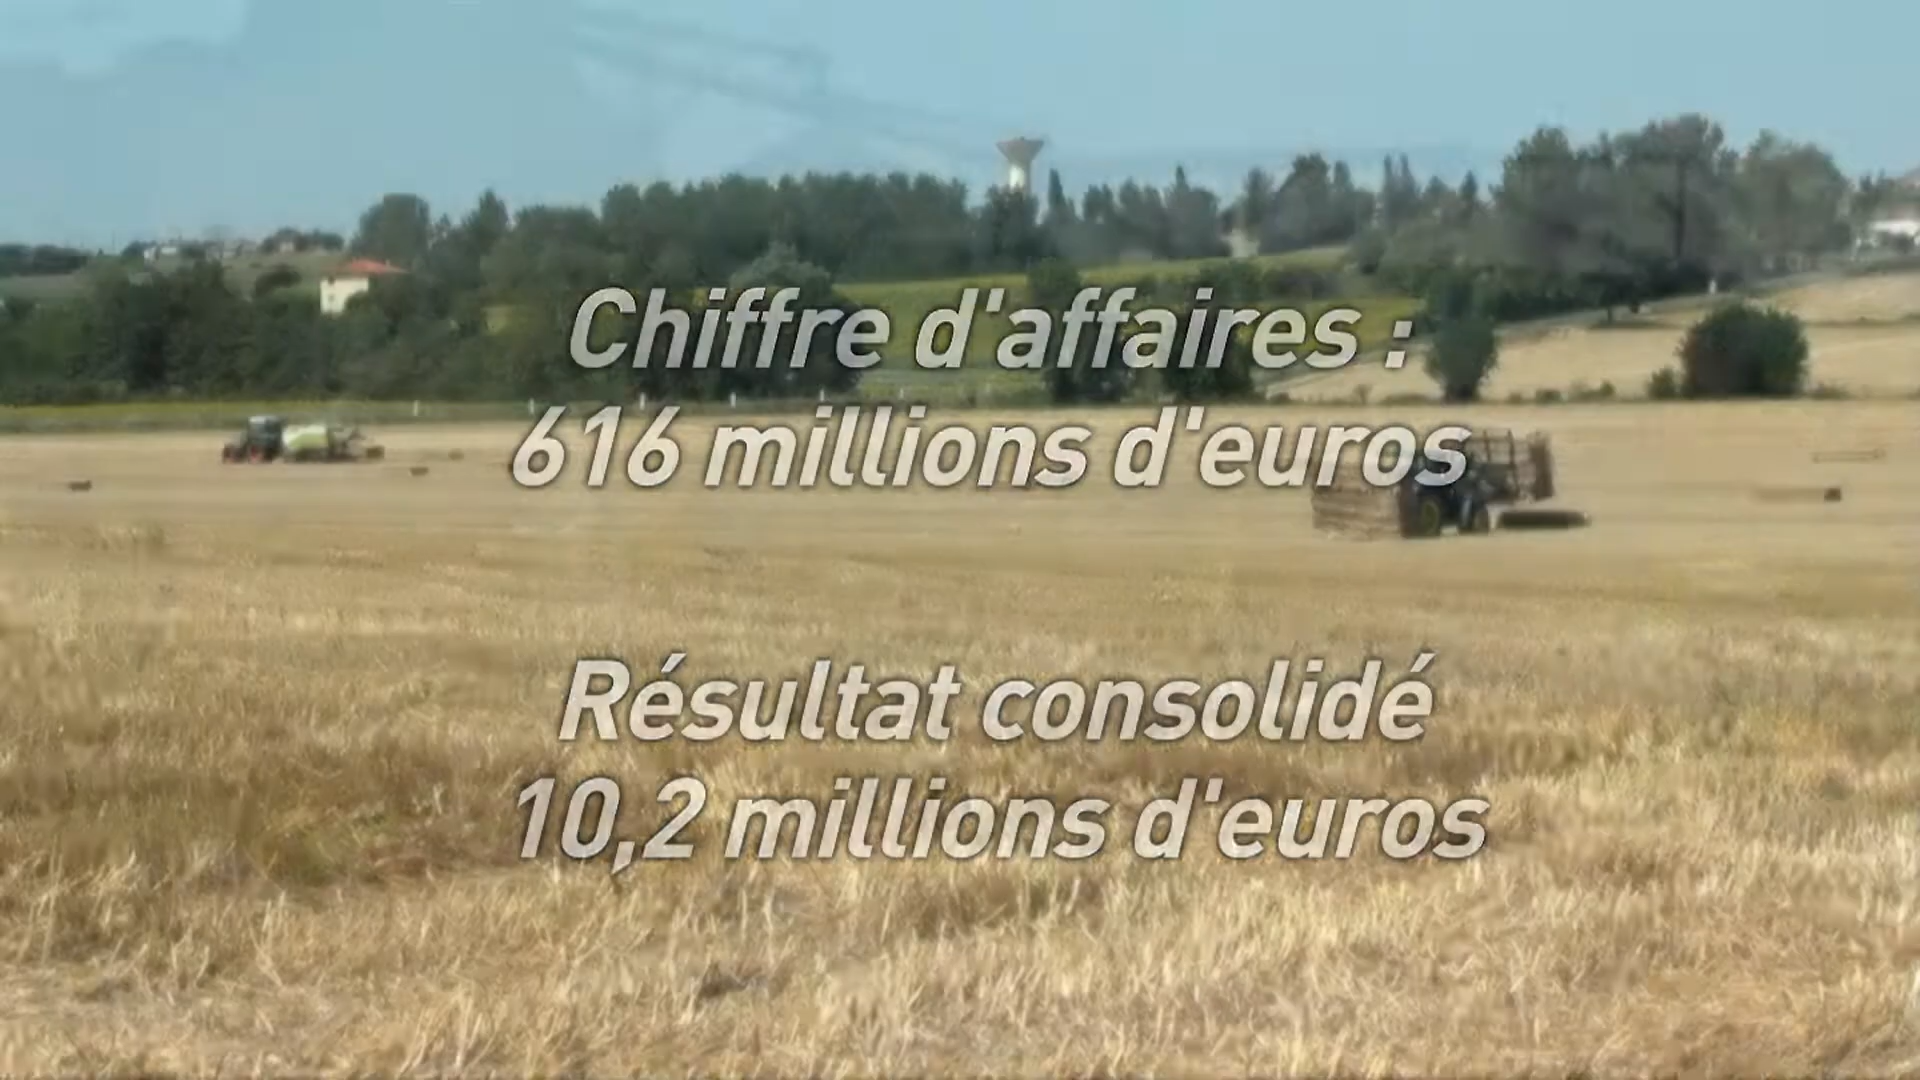 Chiffre d'affaires :
616 millions d'euros
Résultat consolidé
10,2 millions d'euros